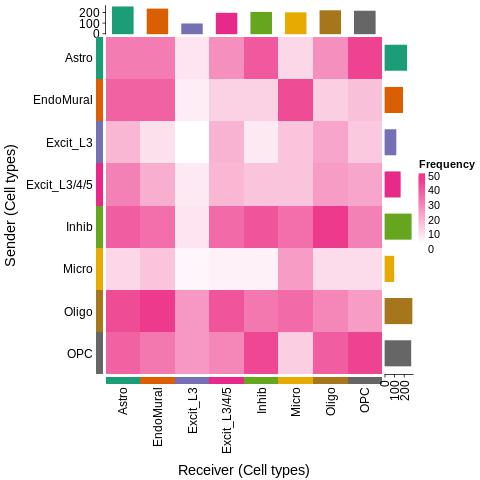 200
100
0
Astro
EndoMural
Excit_L3
Excit_L3/4/5
Inhib
Micro
Oligo
OPC
Sender (Cell types)
Frequency
50
40
30
20
10
0
0
100
200
Astro
EndoMural
Excit_L3
Excit_L3/4/5
Inhib
Micro
Oligo
OPC
Receiver (Cell types)